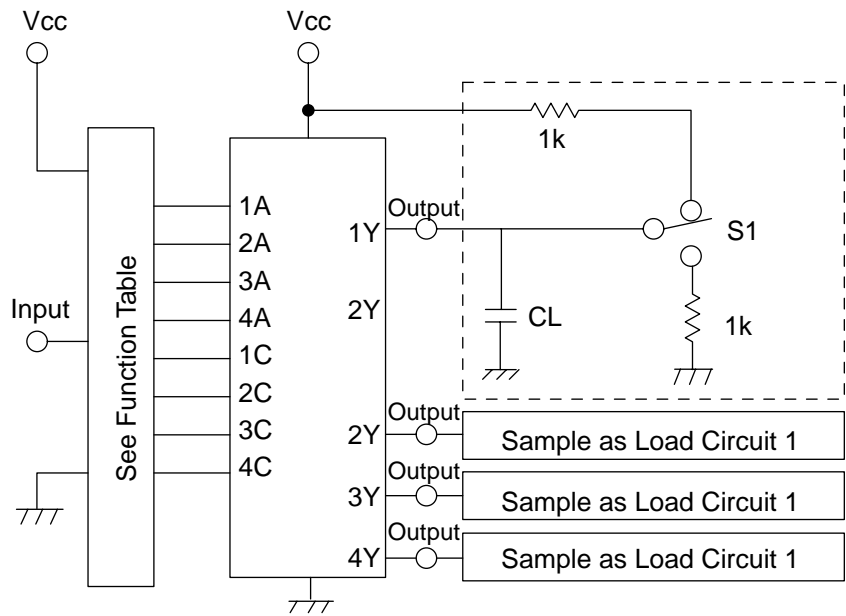 Vcc
Vcc
1k
S1
1k
CL
Input
See Function Table
1A
2A
3A
4A
1C
2C
3C
4C
1Y
2Y
2Y
3Y
4Y
Output
Output
Output
Output
Sample as Load Circuit 1
Sample as Load Circuit 1
Sample as Load Circuit 1